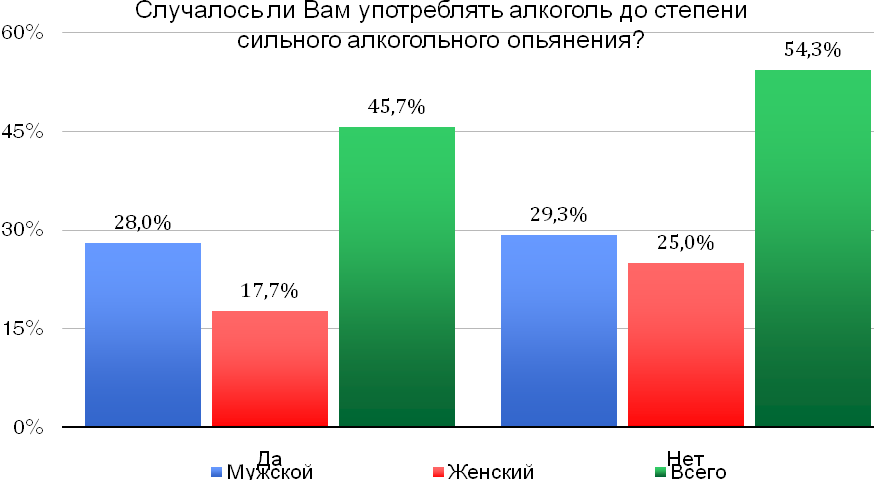 Случалось ли Вам употреблять алкоголь до степени
сильного алкогольного опьянения?
60%
45%
30%
15%
0%
28,0%
17,7%
45,7%
29,3%
25,0%
54,3%
Да
Нет
Мужской
Женский
Всего